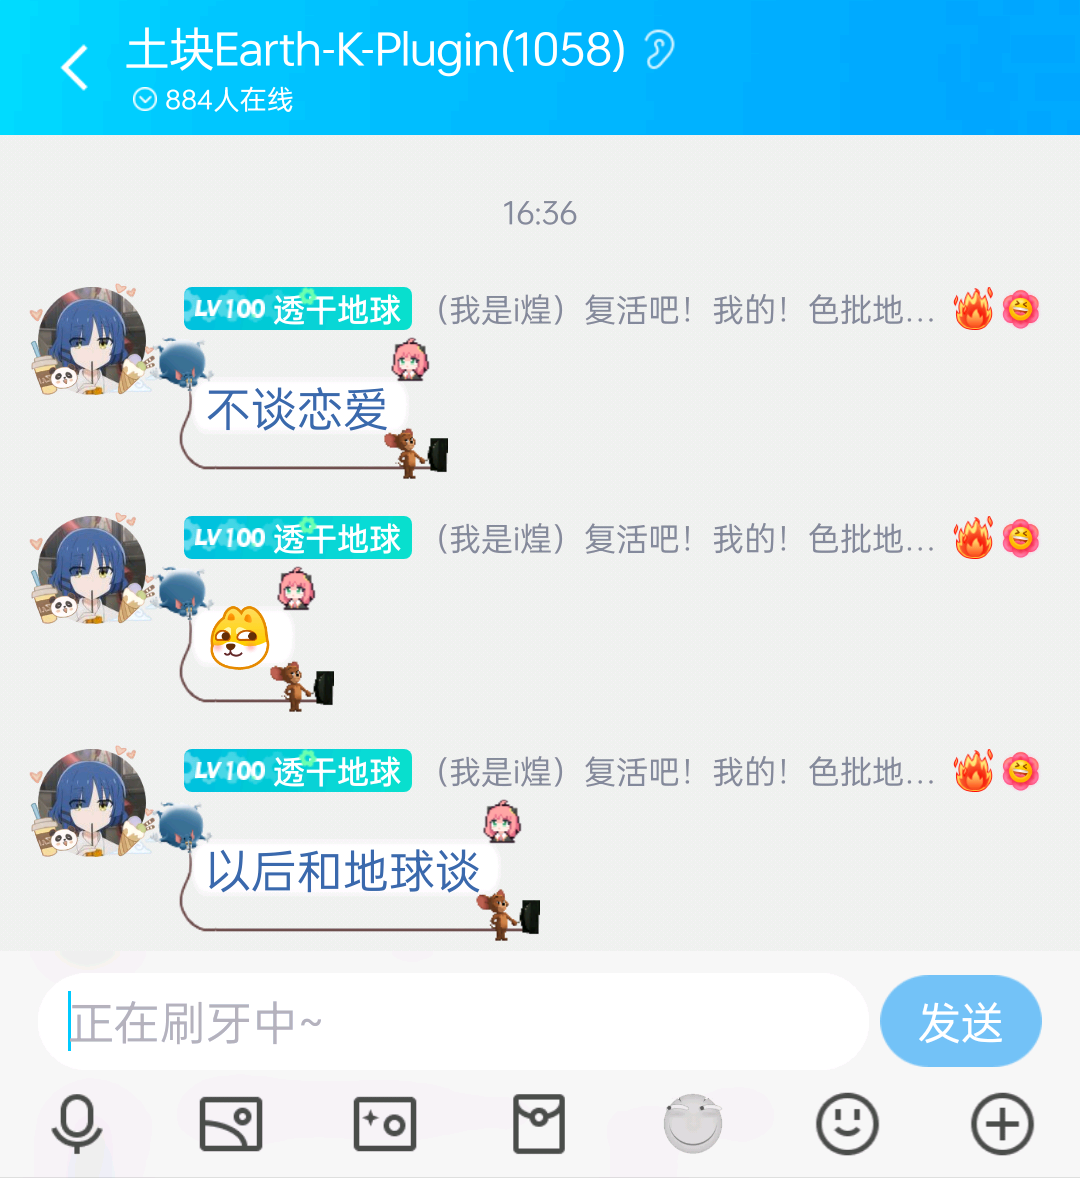 土块Earth-K-Plugin(1058)
884人在线
16:36
LV100 透干地球 （我是i煌）复活吧！我的！色批地…
不谈恋爱
LV100 透干地球 （我是i煌）复活吧！我的！色批地…
LV100 透干地球 （我是i煌）复活吧！我的！色批地…
以后和地球谈
正在刷牙中~ 发送